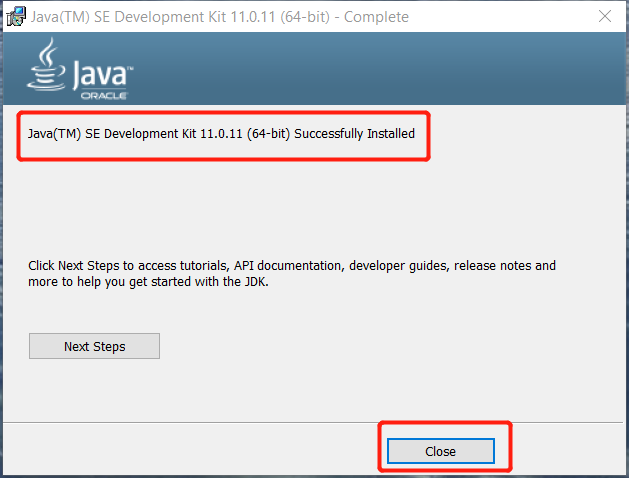 Java(TM) SE Development Kit 11.0.11 (64-bit) - Complete
Java™
ORACLE
Java(TM) SE Development Kit 11.0.11 (64-bit) Successfully Installed
Click Next Steps to access tutorials, API documentation, developer guides, release notes and
more to help you get started with the JDK.
Next Steps
Close